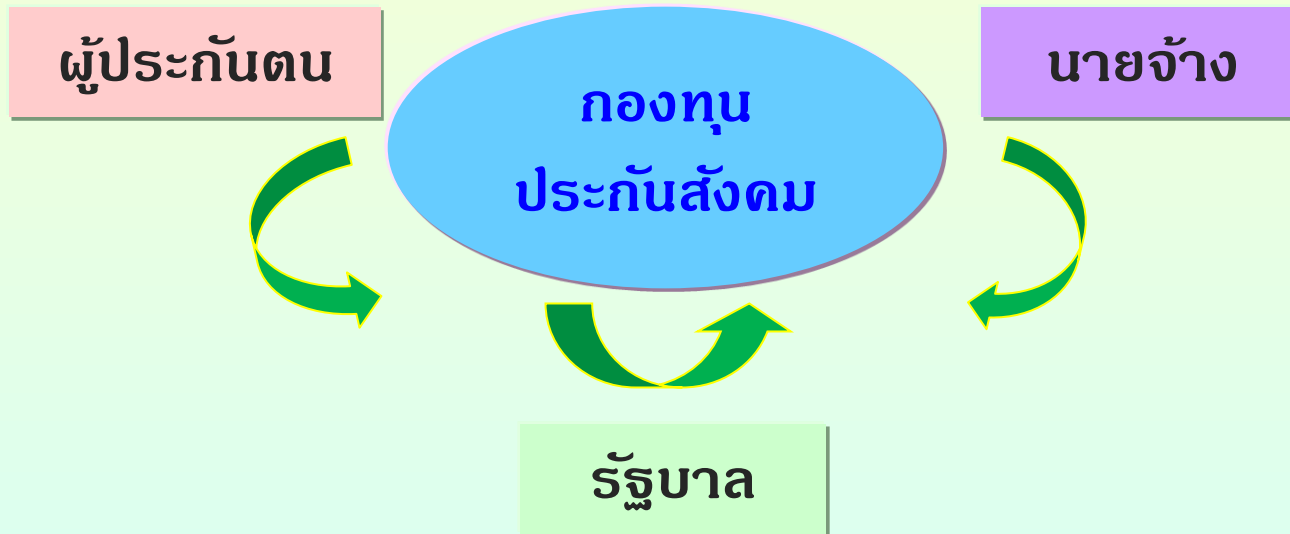 ผู้ประกันตน
กองทุน
ประกันสังคม
นายจ้าง
รัฐบาล